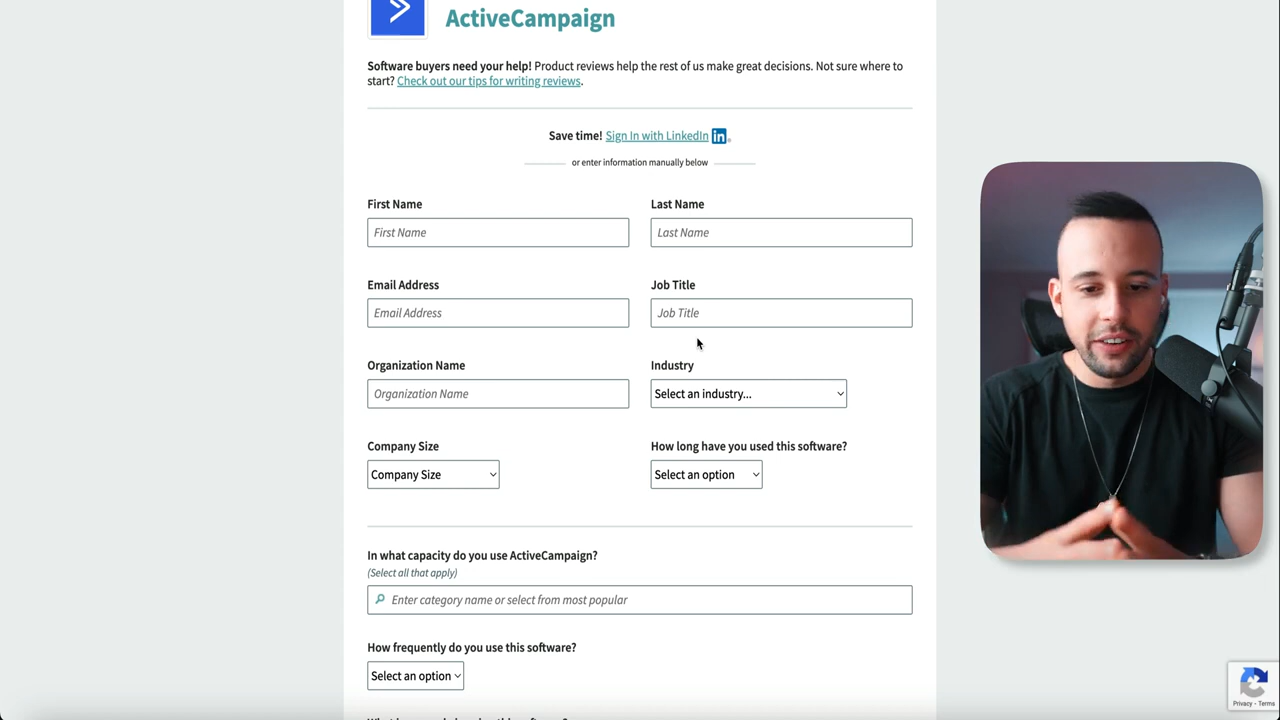 ActiveCampaign
Software buyers need your help! Product reviews help the rest of us make great decisions. Not sure where to
start? Check out our tips for writing reviews.
Save time! Sign In with LinkedIn in
or enter information manually below
First Name
Last Name
First Name
Last Name
Email Address
Job Title
Email Address
Job Title
Organization Name
Industry
Organization Name
Select an industry...
Company Size
How long have you used this software?
Company Size
Select an option
In what capacity do you use ActiveCampaign?
(Select all that apply)
Enter category name or select from most popular
How frequently do you use this software?
Select an option
Privacy - Terms